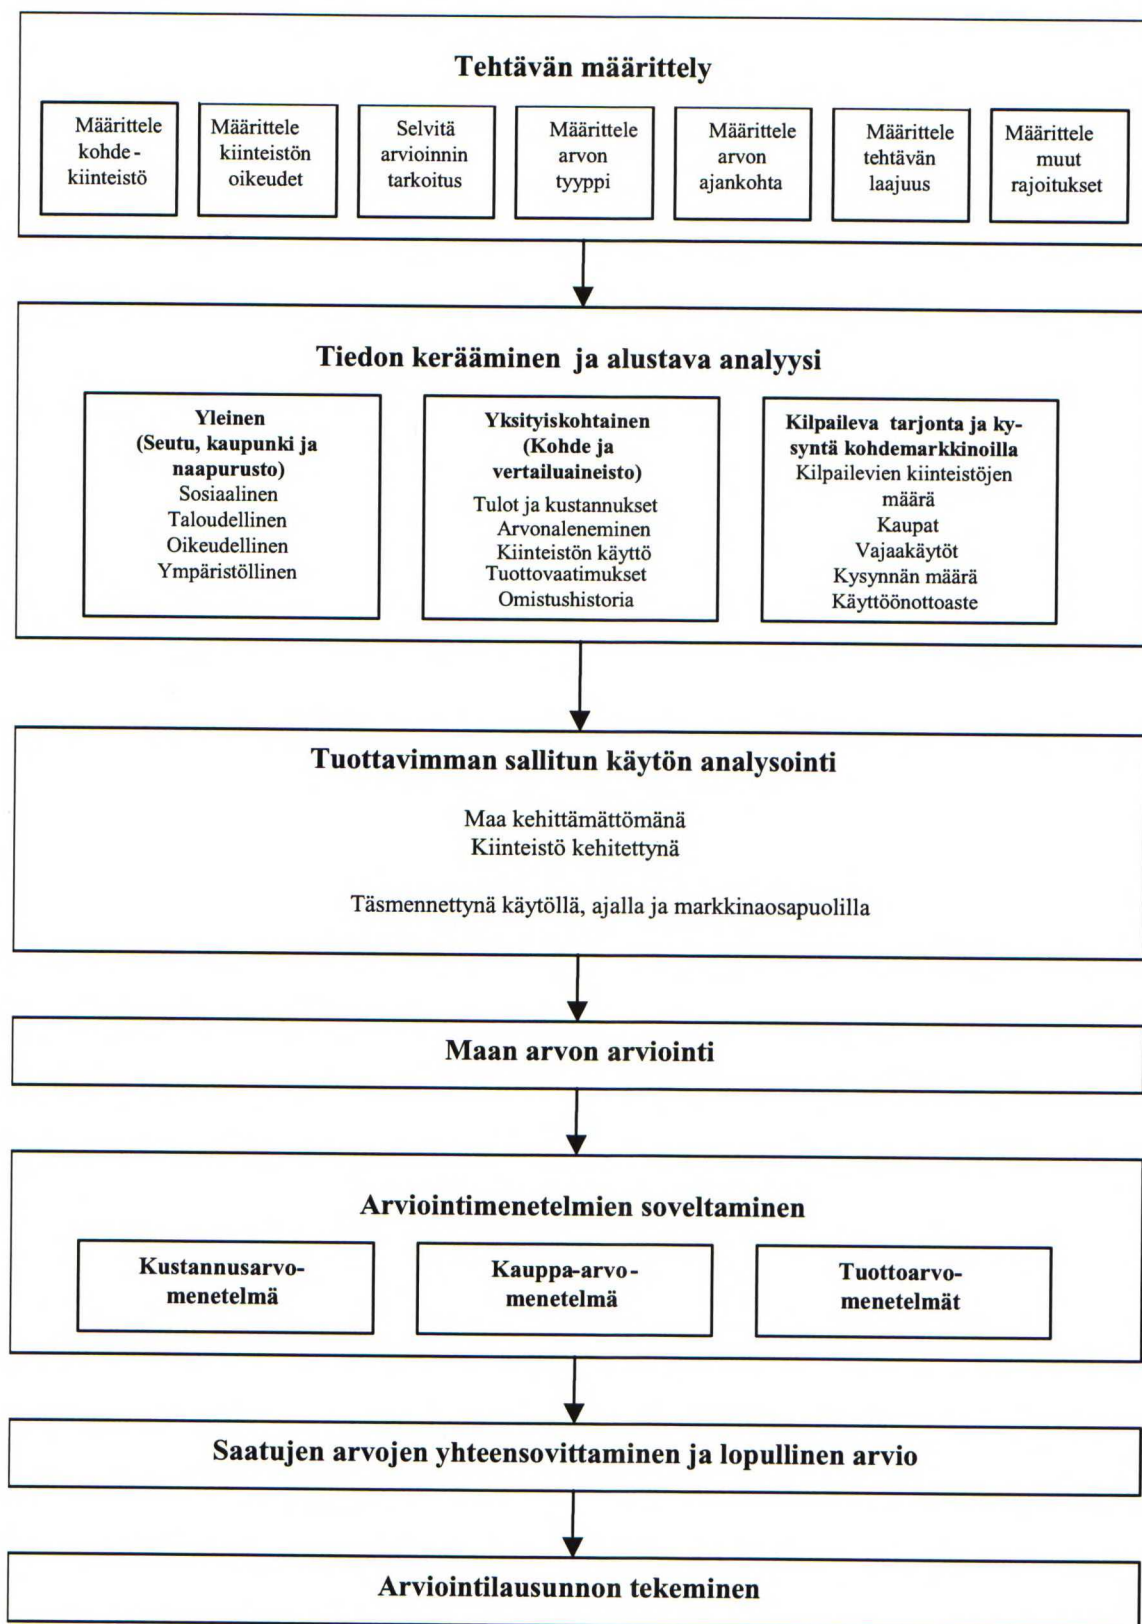 Tehtävän määrittely
Määrittele
kohde-
kiinteistö
Määrittele
kiinteistön
oikeudet
Selvitä
arvioinnin
tarkoitus
Määrittele
arvon
tyyppi
Määrittele
arvon
ajankohta
Määrittele
tehtävän
laajuus
Määrittele
muut
rajoitukset
Tiedon kerääminen ja alustava analyysi
Yleinen
(Seutu, kaupunki ja
naapurusto)
Sosiaalinen
Taloudellinen
Oikeudellinen
Ympäristöllinen
Yksityiskohtainen
(Kohde ja
vertailuaineisto)
Tulot ja kustannukset
Arvonaleneminen
Kiinteistön käyttö
Tuottovaatimukset
Omistushistoria
Kilpaileva tarjonta ja ky-
syntä kohdemarkkinoilla
Kilpailevien kiinteistöjen
määrä
Kaupat
Vajaakäytöt
Kysynnän määrä
Käyttöönottoaste
Tuottavimman sallitun käytön analysointi
Maa kehittämättömänä
Kiinteistö kehitettynä
Täsmennettynä käytöllä, ajalla ja markkinaosapuolilla
Maan arvon arviointi
Arviointimenetelmien soveltaminen
Kustannusarvo-
menetelmä
Kauppa-arvo-
menetelmä
Tuottoarvo-
menetelmät
Saatujen arvojen yhteensovittaminen ja lopullinen arvio
Arviointilausunnon tekeminen